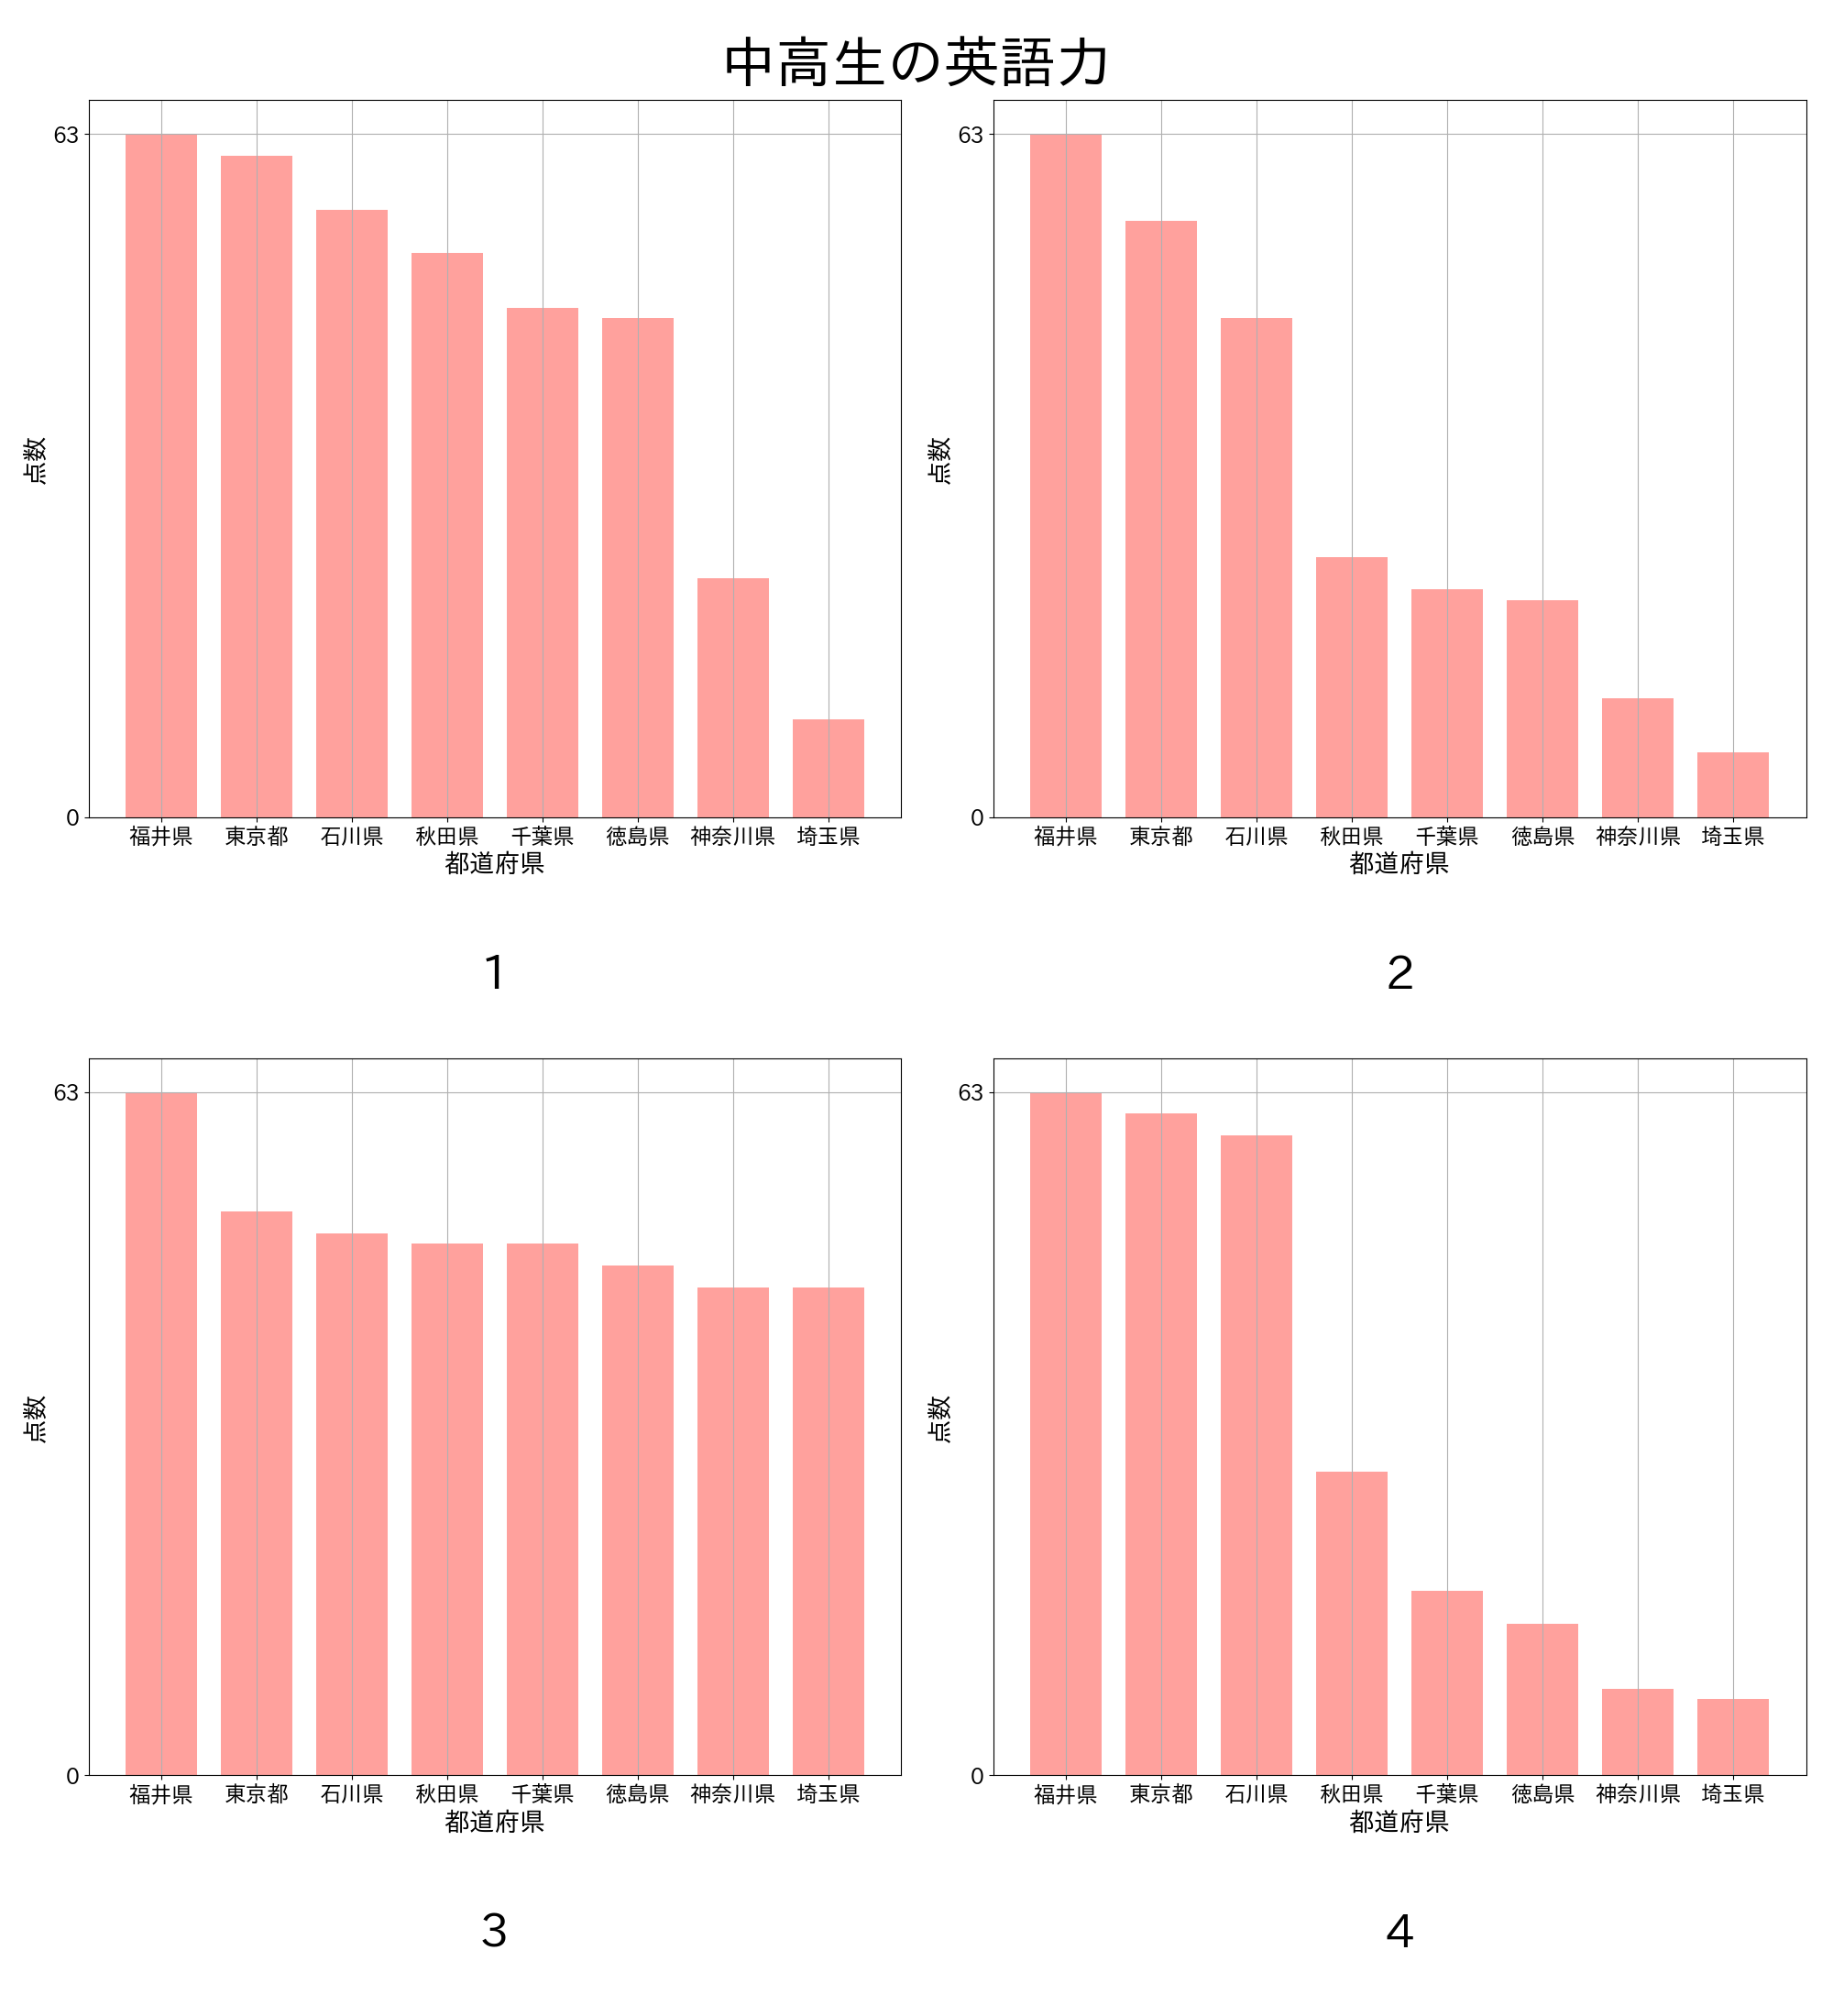 中高生の英語力
63
0
点数
福井県 東京都 石川県 秋田県 千葉県 徳島県 神奈川県 埼玉県
都道府県
1
63
0
点数
福井県 東京都 石川県 秋田県 千葉県 徳島県 神奈川県 埼玉県
都道府県
2
63
0
点数
福井県 東京都 石川県 秋田県 千葉県 徳島県 神奈川県 埼玉県
都道府県
3
63
0
点数
福井県 東京都 石川県 秋田県 千葉県 徳島県 神奈川県 埼玉県
都道府県
4